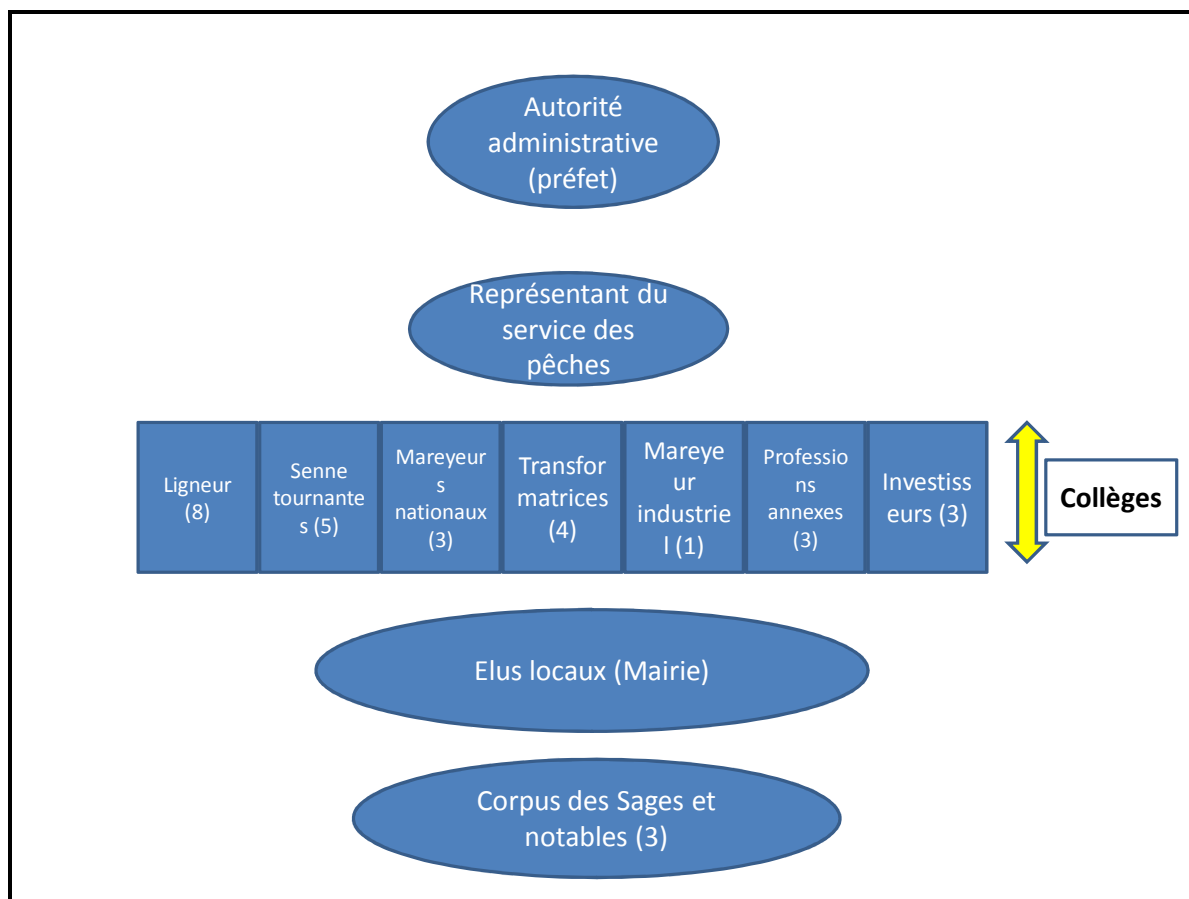 Autorité
administrative
(préfet)
Représentant du
service des
pêches
Ligneur
(8)
Senne
tournante
s (5)
Mareyeur
s
nationaux
(3)
Transfor
matrices
(4)
Mareye
ur
industrie
l (1)
Professio
ns
annexes
(3)
Investiss
eurs (3)
Collèges
Elus locaux (Mairie)
Corpus des Sages et
notables (3)